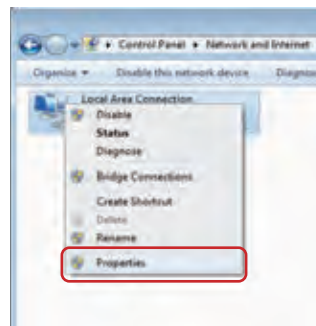 Control Panel Network and Internet
Organize Disable this network device Diagnose
Local Area Connection
Disable
Status
Diagnose
Bridge Connections
Create Shortcut
Delete
Rename
Properties